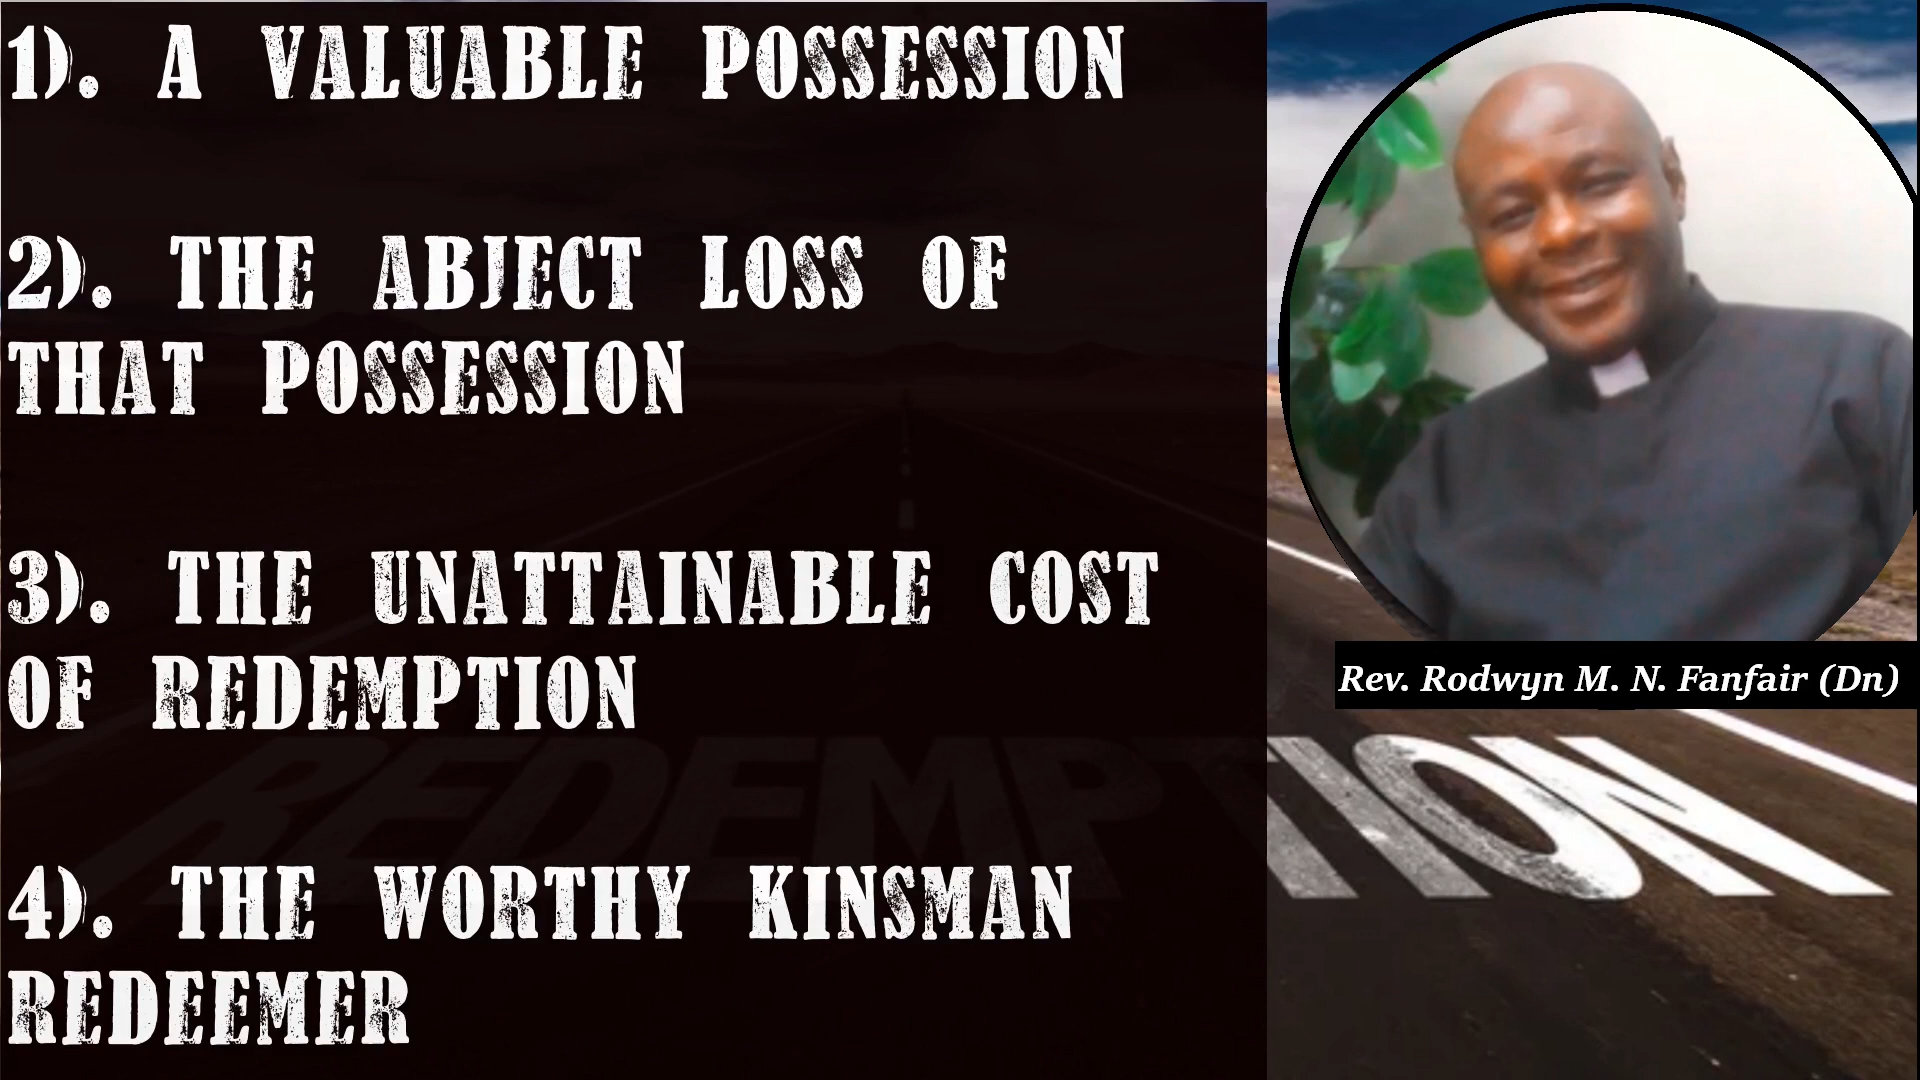 1). A VALUABLE POSSESSION
2). THE ABJECT LOSS OF
THAT POSSESSION
3). THE UNATTAINABLE COST
OF REDEMPTION
4). THE WORTHY KINSMAN
REDEEMER
Rev. Rodwyn M. N. Fanfair (Dn)
REDEMPTION